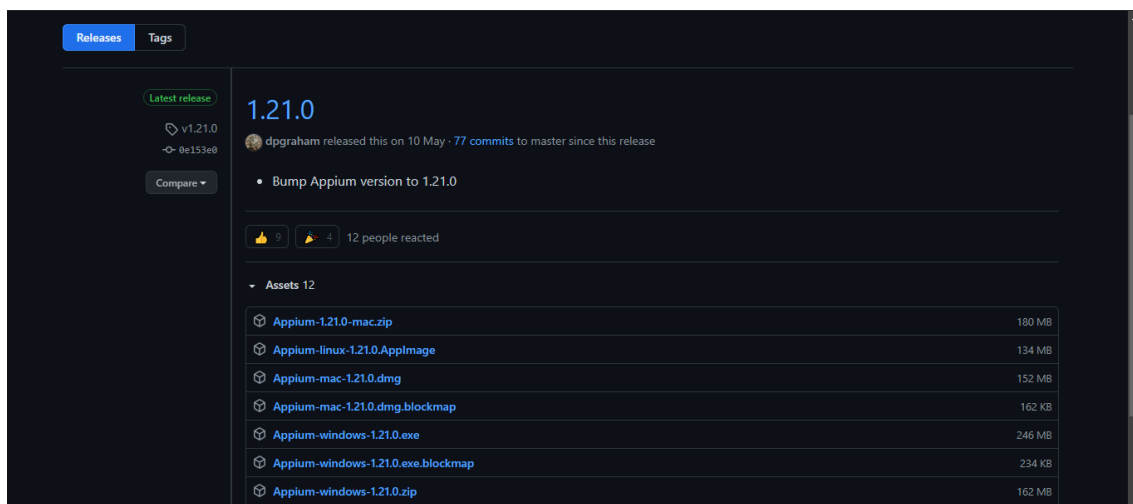 Releases Tags
Latest release
v1.21.0
0e153e0
Compare
1.21.0
dpgraham released this on 10 May · 77 commits to master since this release
• Bump Appium version to 1.21.0
9 4 12 people reacted
Assets 12
Appium-1.21.0-mac.zip 180 MB
Appium-linux-1.21.0.AppImage 134 MB
Appium-mac-1.21.0.dmg 152 MB
Appium-mac-1.21.0.dmg.blockmap 162 KB
Appium-windows-1.21.0.exe 246 MB
Appium-windows-1.21.0.exe.blockmap 234 KB
Appium-windows-1.21.0.zip 162 MB